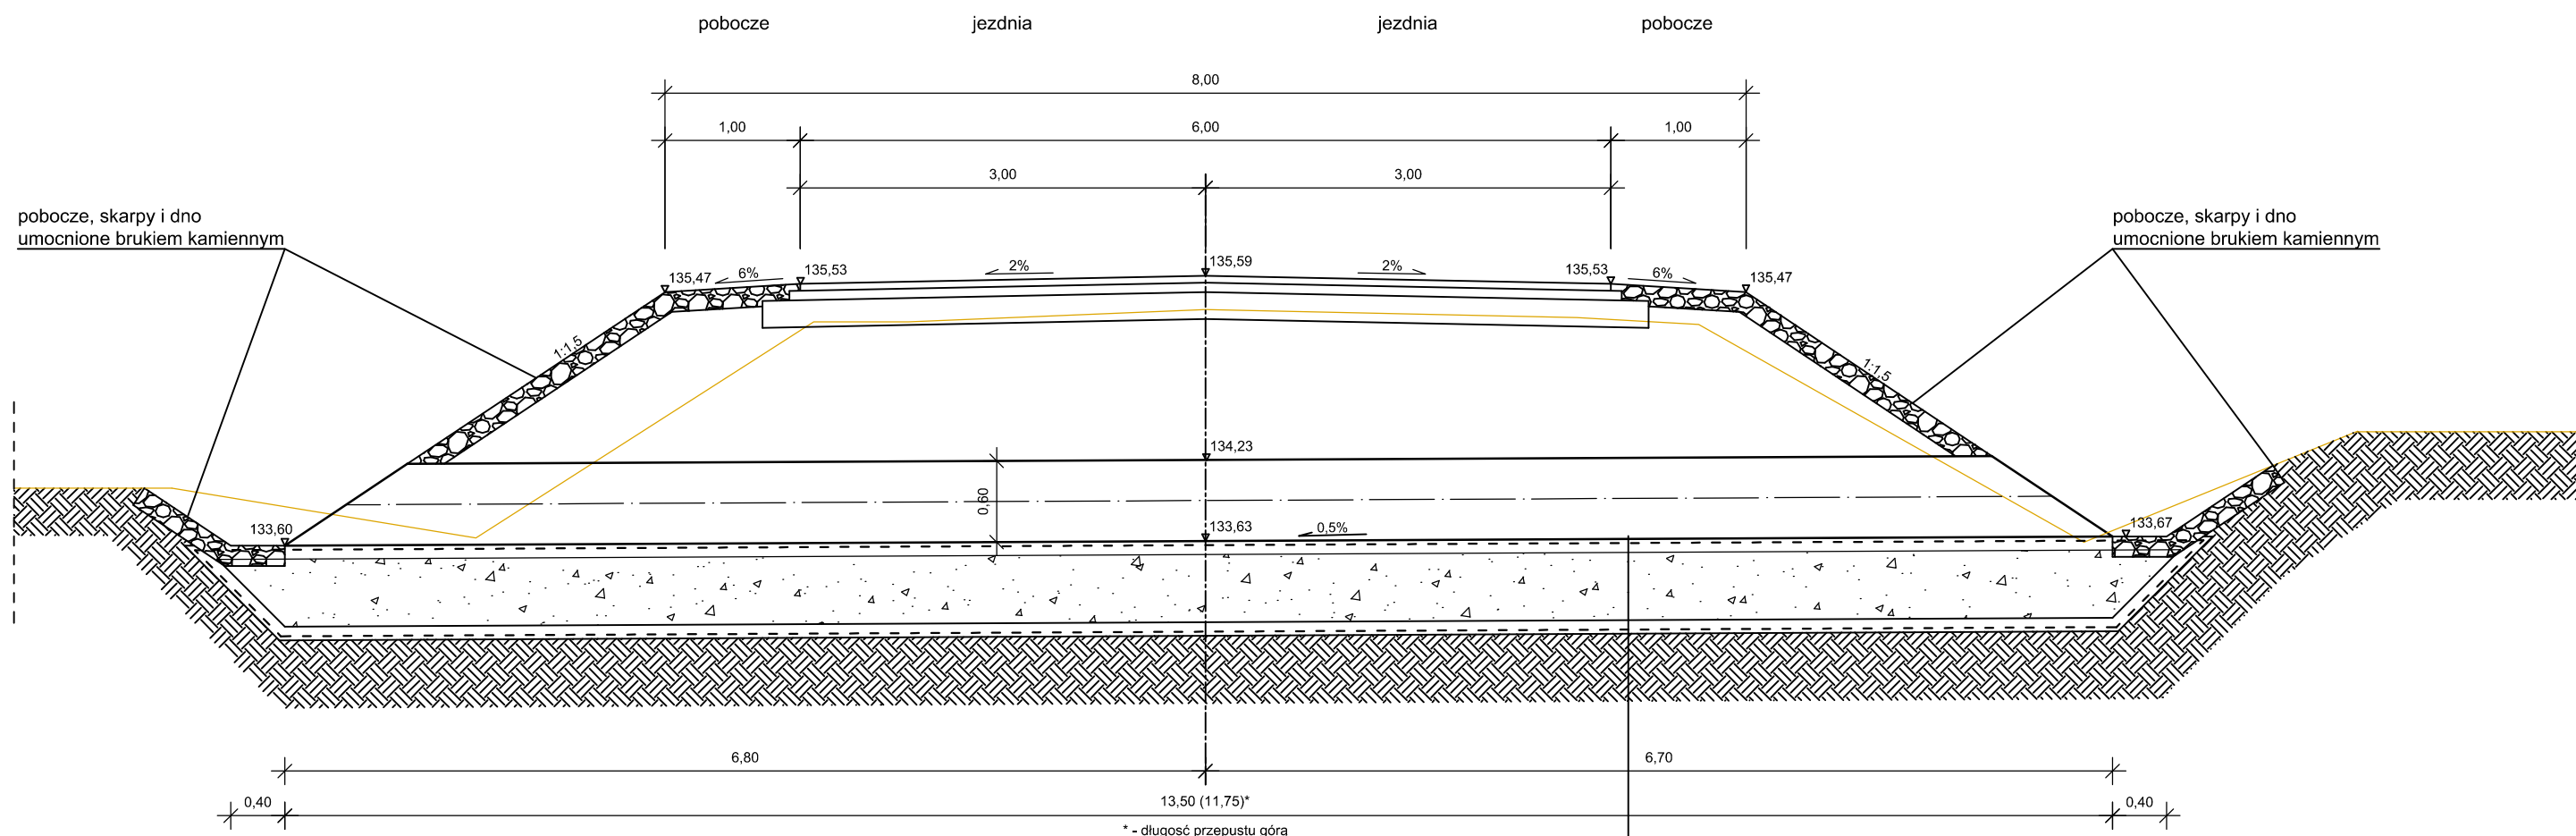 pobocze jezdnia jezdnia pobocze
8,00
1,00 6,00 1,00
3,00 3,00
pobocze, skarpy i dno
umocnione brukiem kamiennym
pobocze, skarpy i dno
umocnione brukiem kamiennym
135,47 6% 135,53 2% 135,59 2% 135,53 6% 135,47
1:1,5 1:1,5
134,23
0,60
133,60 133,63 0,5% 133,67
6,80 6,70
0,40 13,50 (11,75)* 0,40
* - długość przepustu górą